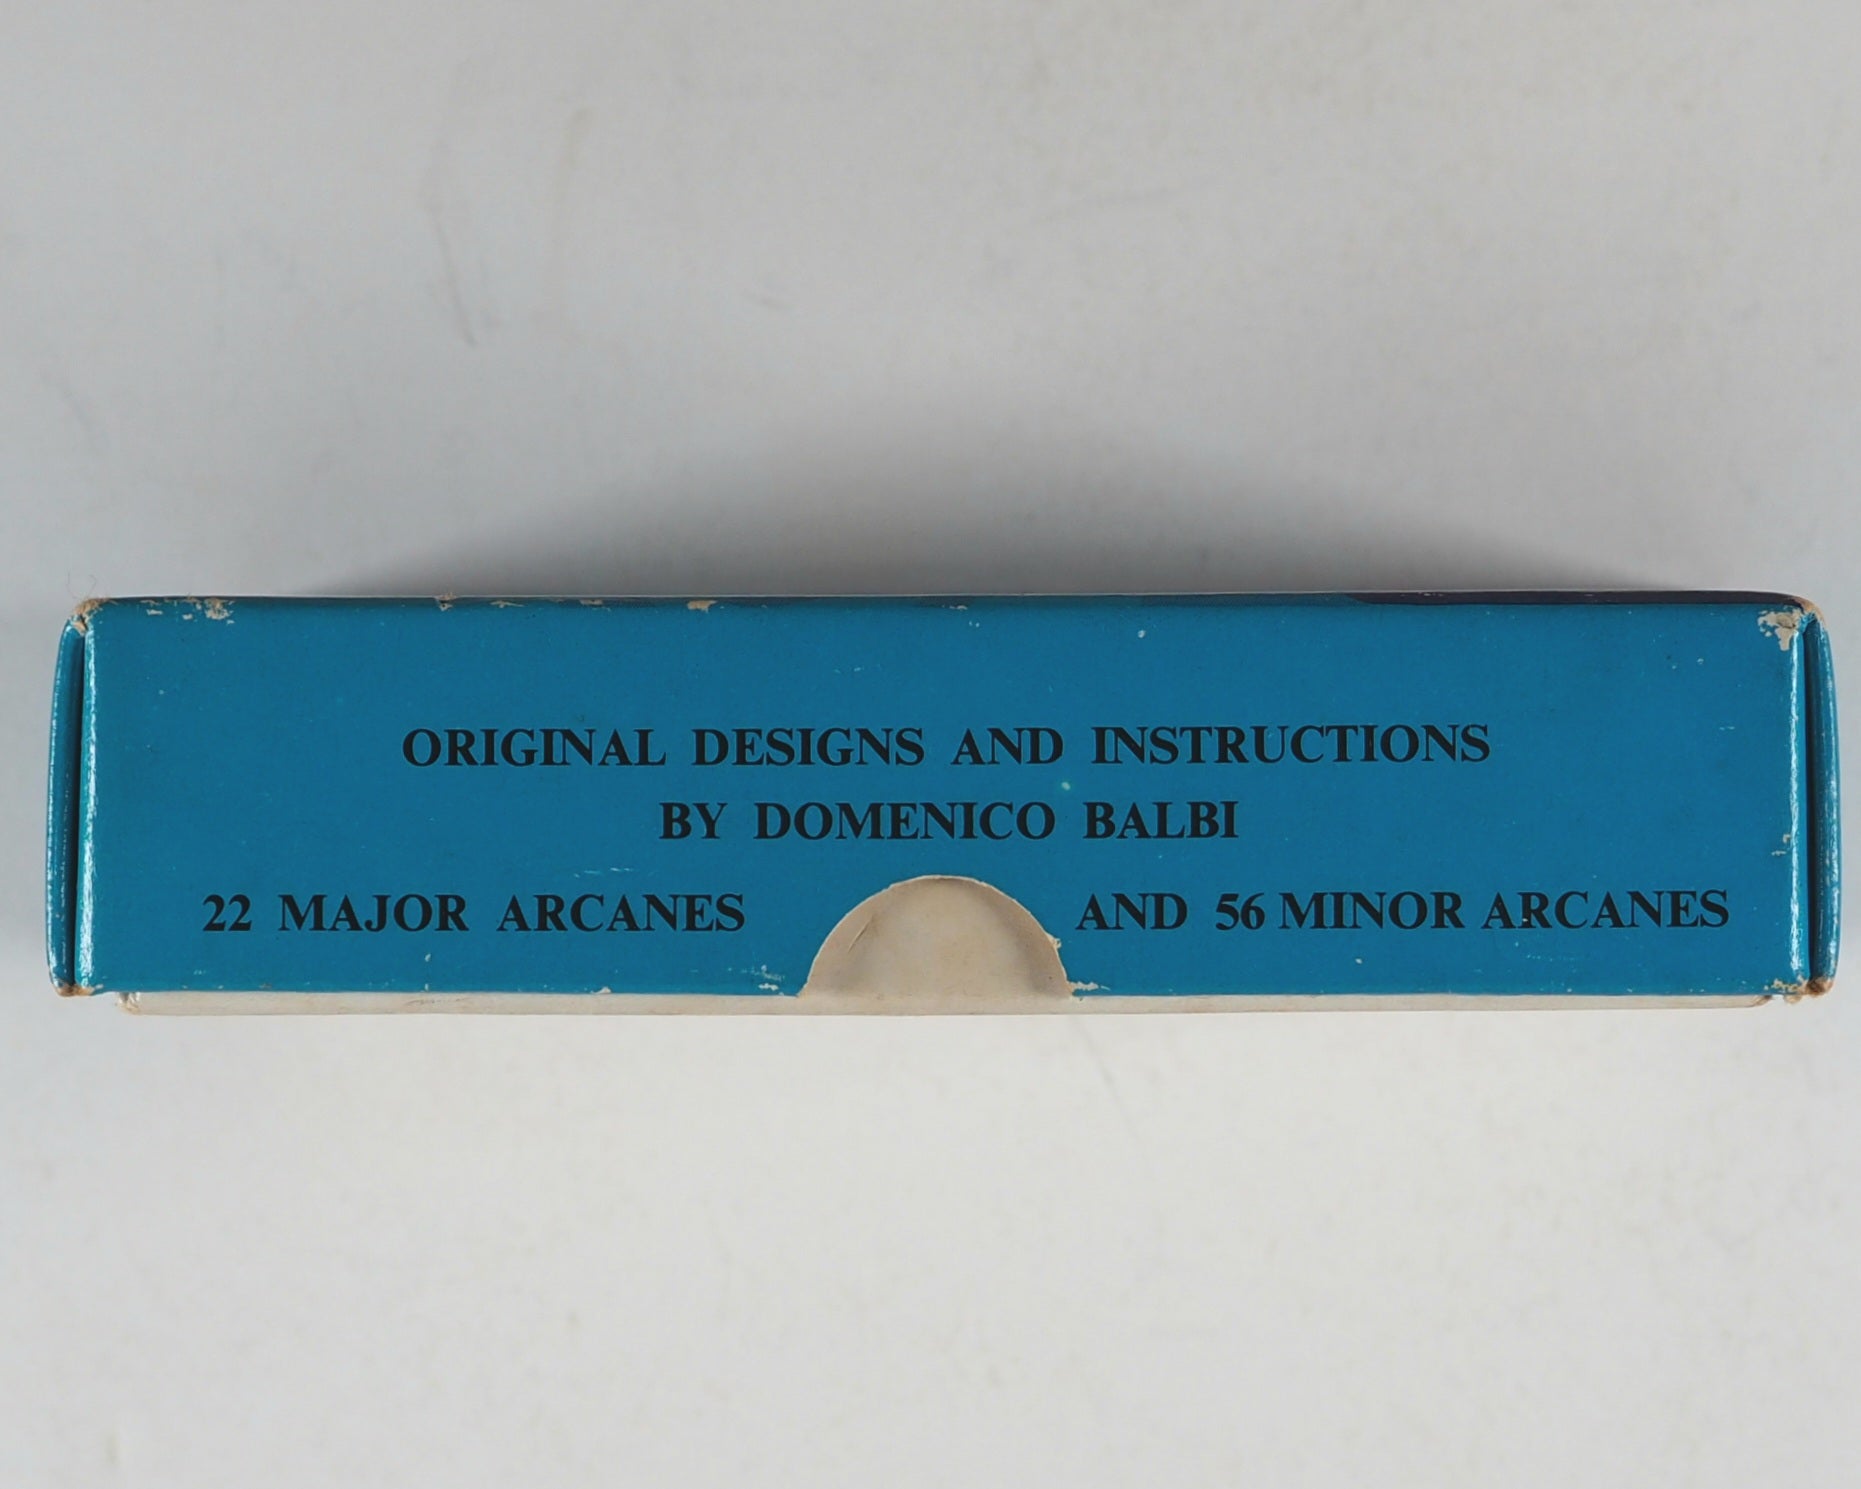 ORIGINAL DESIGNS AND INSTRUCTIONS
BY DOMENICO BALBI
22 MAJOR ARCANES AND 56 MINOR ARCANES